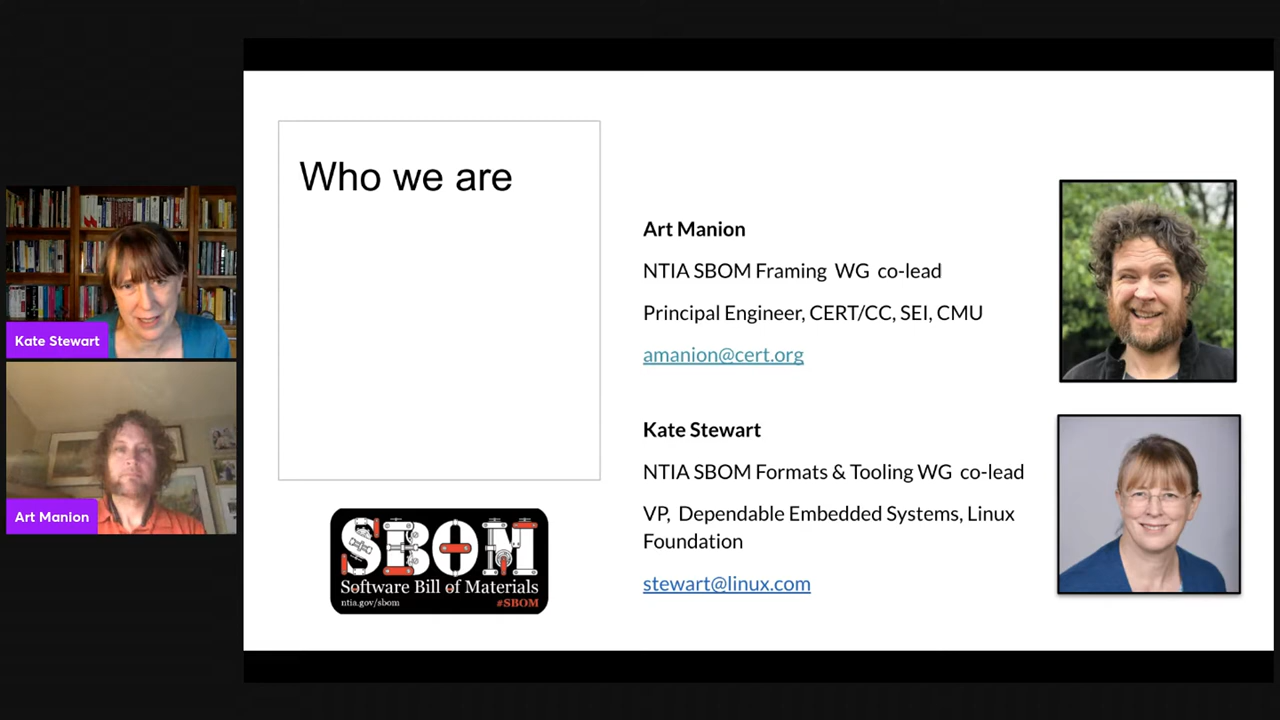 Who we are
Art Manion
NTIA SBOM Framing WG co-lead
Principal Engineer, CERT/CC, SEI, CMU
amanion@cert.org
Kate Stewart
NTIA SBOM Formats & Tooling WG co-lead
VP, Dependable Embedded Systems, Linux
Foundation
stewart@linux.com
SBOM
Software Bill of Materials
ntia.gov/sbom #SBOM
Kate Stewart
Art Manion